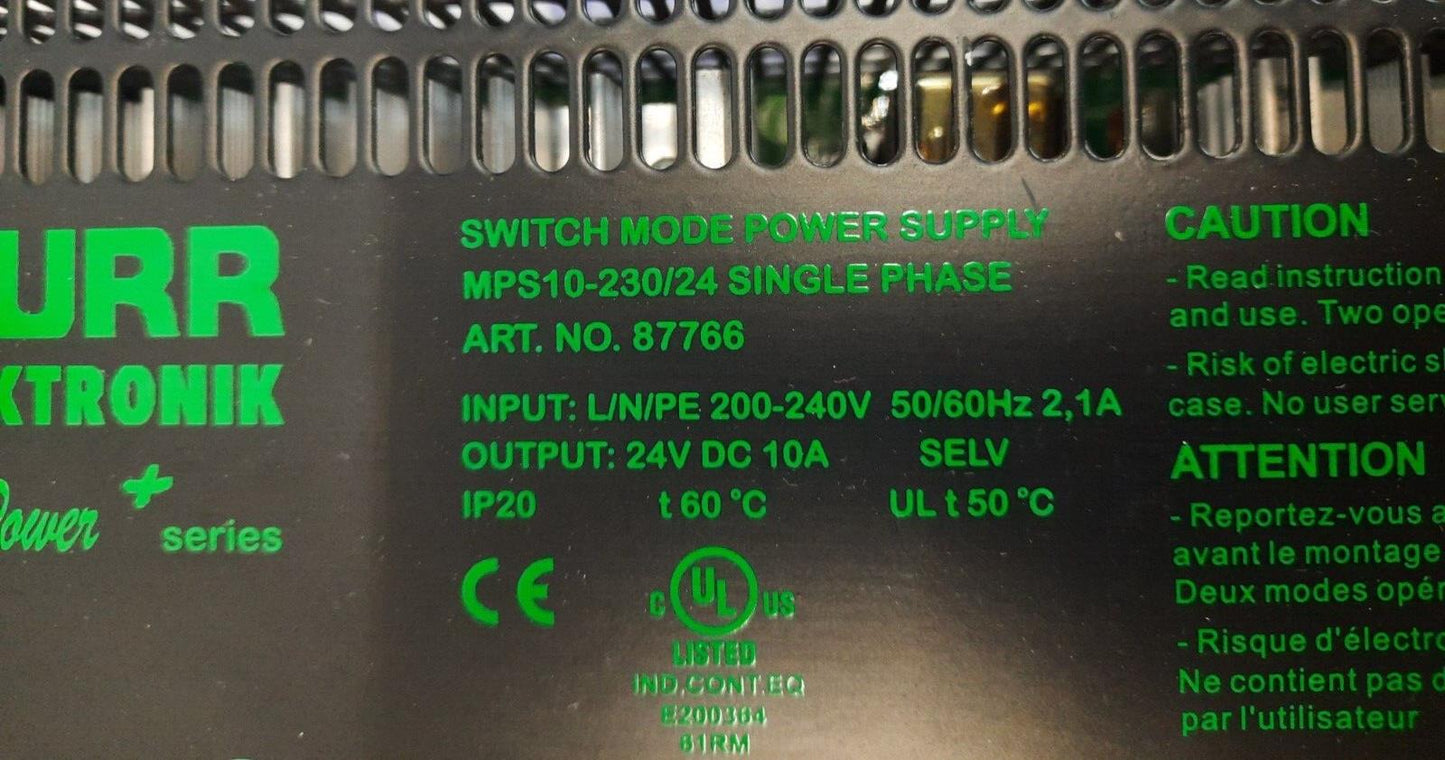 URR
KTRONIK
Power +
series
SWITCH MODE POWER SUPPLY
MPS10-230/24 SINGLE PHASE
ART. NO. 87766
INPUT: L/N/PE 200-240V 50/60Hz 2,1A
OUTPUT: 24V DC 10A SELV
IP20 t 60 °C UL t 50 °C
CE
C UL US
LISTED
IND.CONT.EQ
E200364
61RM
CAUTION
- Read instruction
and use. Two ope
- Risk of electric s
case. No user serv
ATTENTION
- Reportez-vous a
avant le montage
Deux modes opér
- Risque d'électro
Ne contient pas d
par l'utilisateur